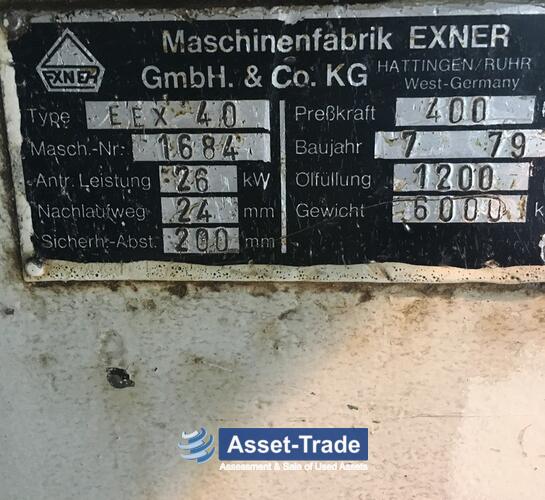 EXNER
Maschinenfabrik EXNER
GmbH. & Co. KG HATTINGEN/RUHR
West-Germany
Type EEX 40 Preßkraft 400
Masch.-Nr. 1684 Baujahr 7 79
Antr. Leistung 26 kW Ölfüllung 1200
Nachlaufweg 24 mm Gewicht 6000 k
Sicherh.-Abst. 200 mm
Asset-Trade
Assessment & Sale of Used Assets